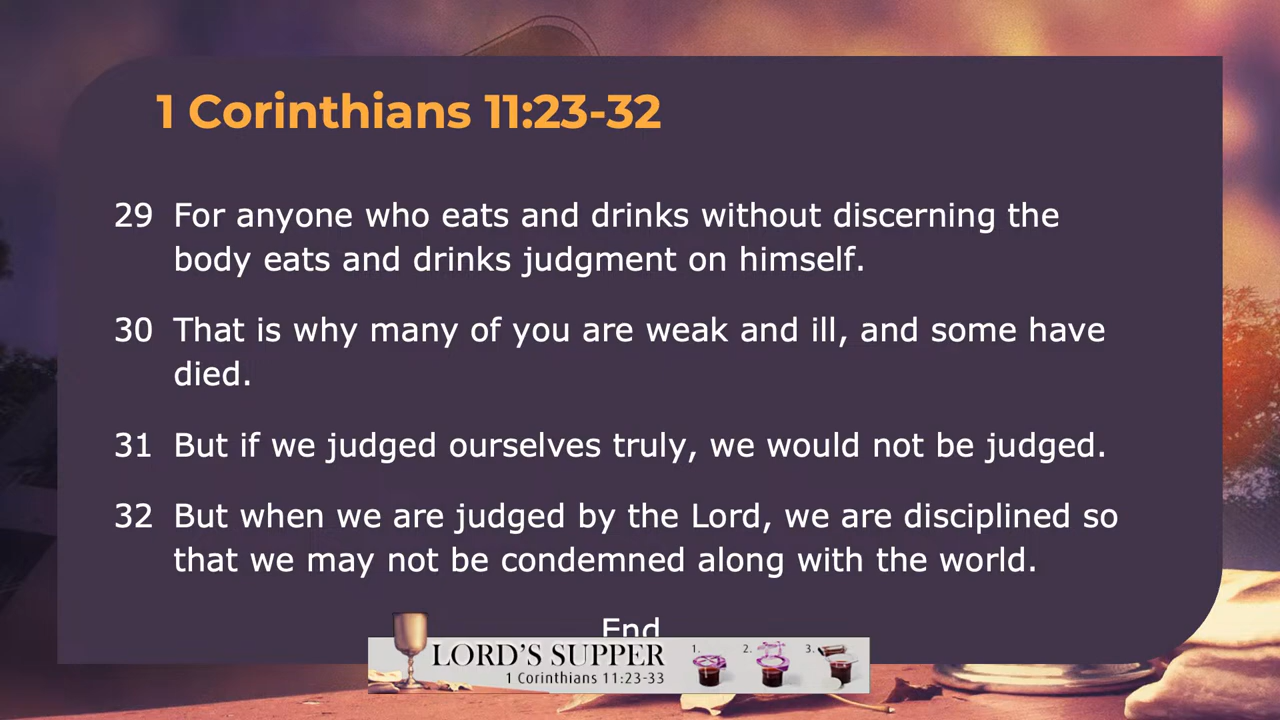 1 Corinthians 11:23-32
29 For anyone who eats and drinks without discerning the
body eats and drinks judgment on himself.
30 That is why many of you are weak and ill, and some have
died.
31 But if we judged ourselves truly, we would not be judged.
32 But when we are judged by the Lord, we are disciplined so
that we may not be condemned along with the world.
End
LORD'S SUPPER
1 Corinthians 11:23-33
1. 2. 3.